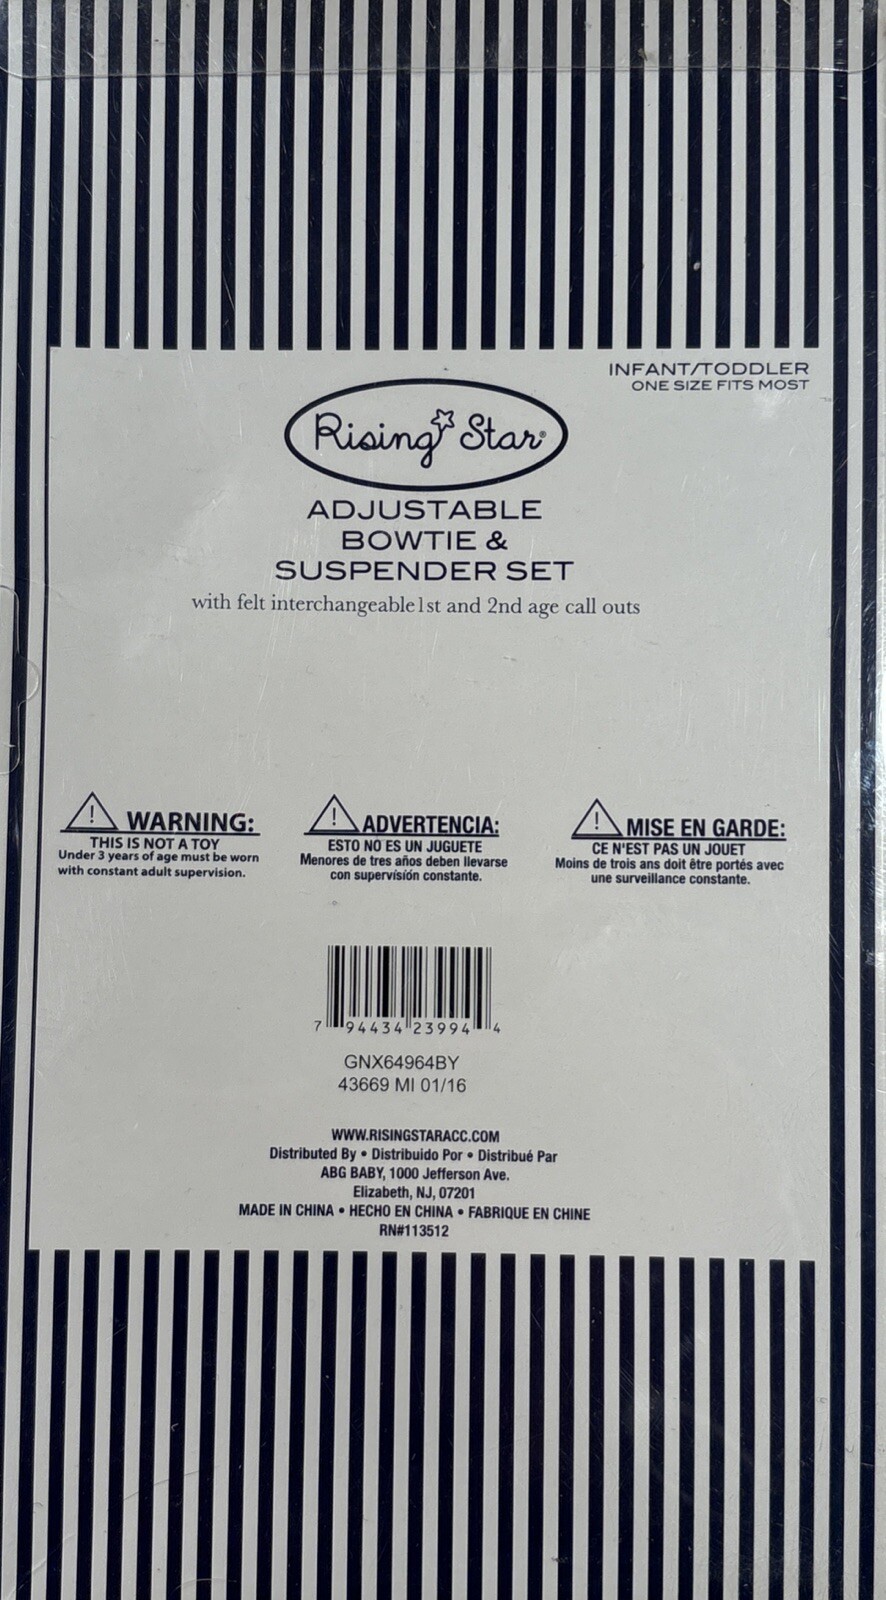 INFANT/TODDLER
ONE SIZE FITS MOST
Rising Star®
ADJUSTABLE
BOWTIE &
SUSPENDER SET
with felt interchangeable1st and 2nd age call outs
! WARNING:
THIS IS NOT A TOY
Under 3 years of age must be worn
with constant adult supervision.
! ADVERTENCIA:
ESTO NO ES UN JUGUETE
Menores de tres años deben llevarse
con supervísíón constante.
! MISE EN GARDE:
CE N'EST PAS UN JOUET
Moins de trois ans doit être portés avec
une surveillance constante.
7 94434 23994 4
GNX64964BY
43669 MI 01/16
WWW.RISINGSTARACC.COM
Distributed By • Distribuido Por • Distribué Par
ABG BABY, 1000 Jefferson Ave.
Elizabeth, NJ, 07201
MADE IN CHINA • HECHO EN CHINA • FABRIQUE EN CHINE
RN#113512